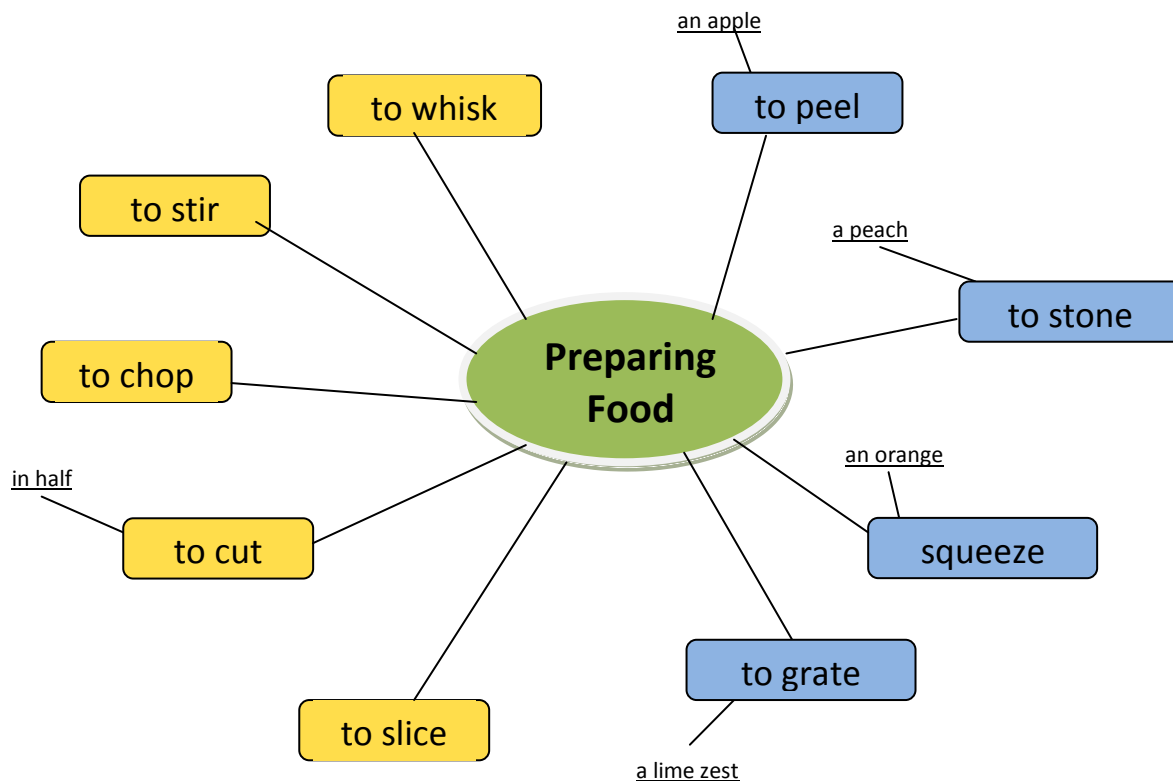 an apple
to whisk
to peel
to stir
a peach
to stone
Preparing
Food
to chop
an orange
in half
to cut
squeeze
to grate
to slice
a lime zest